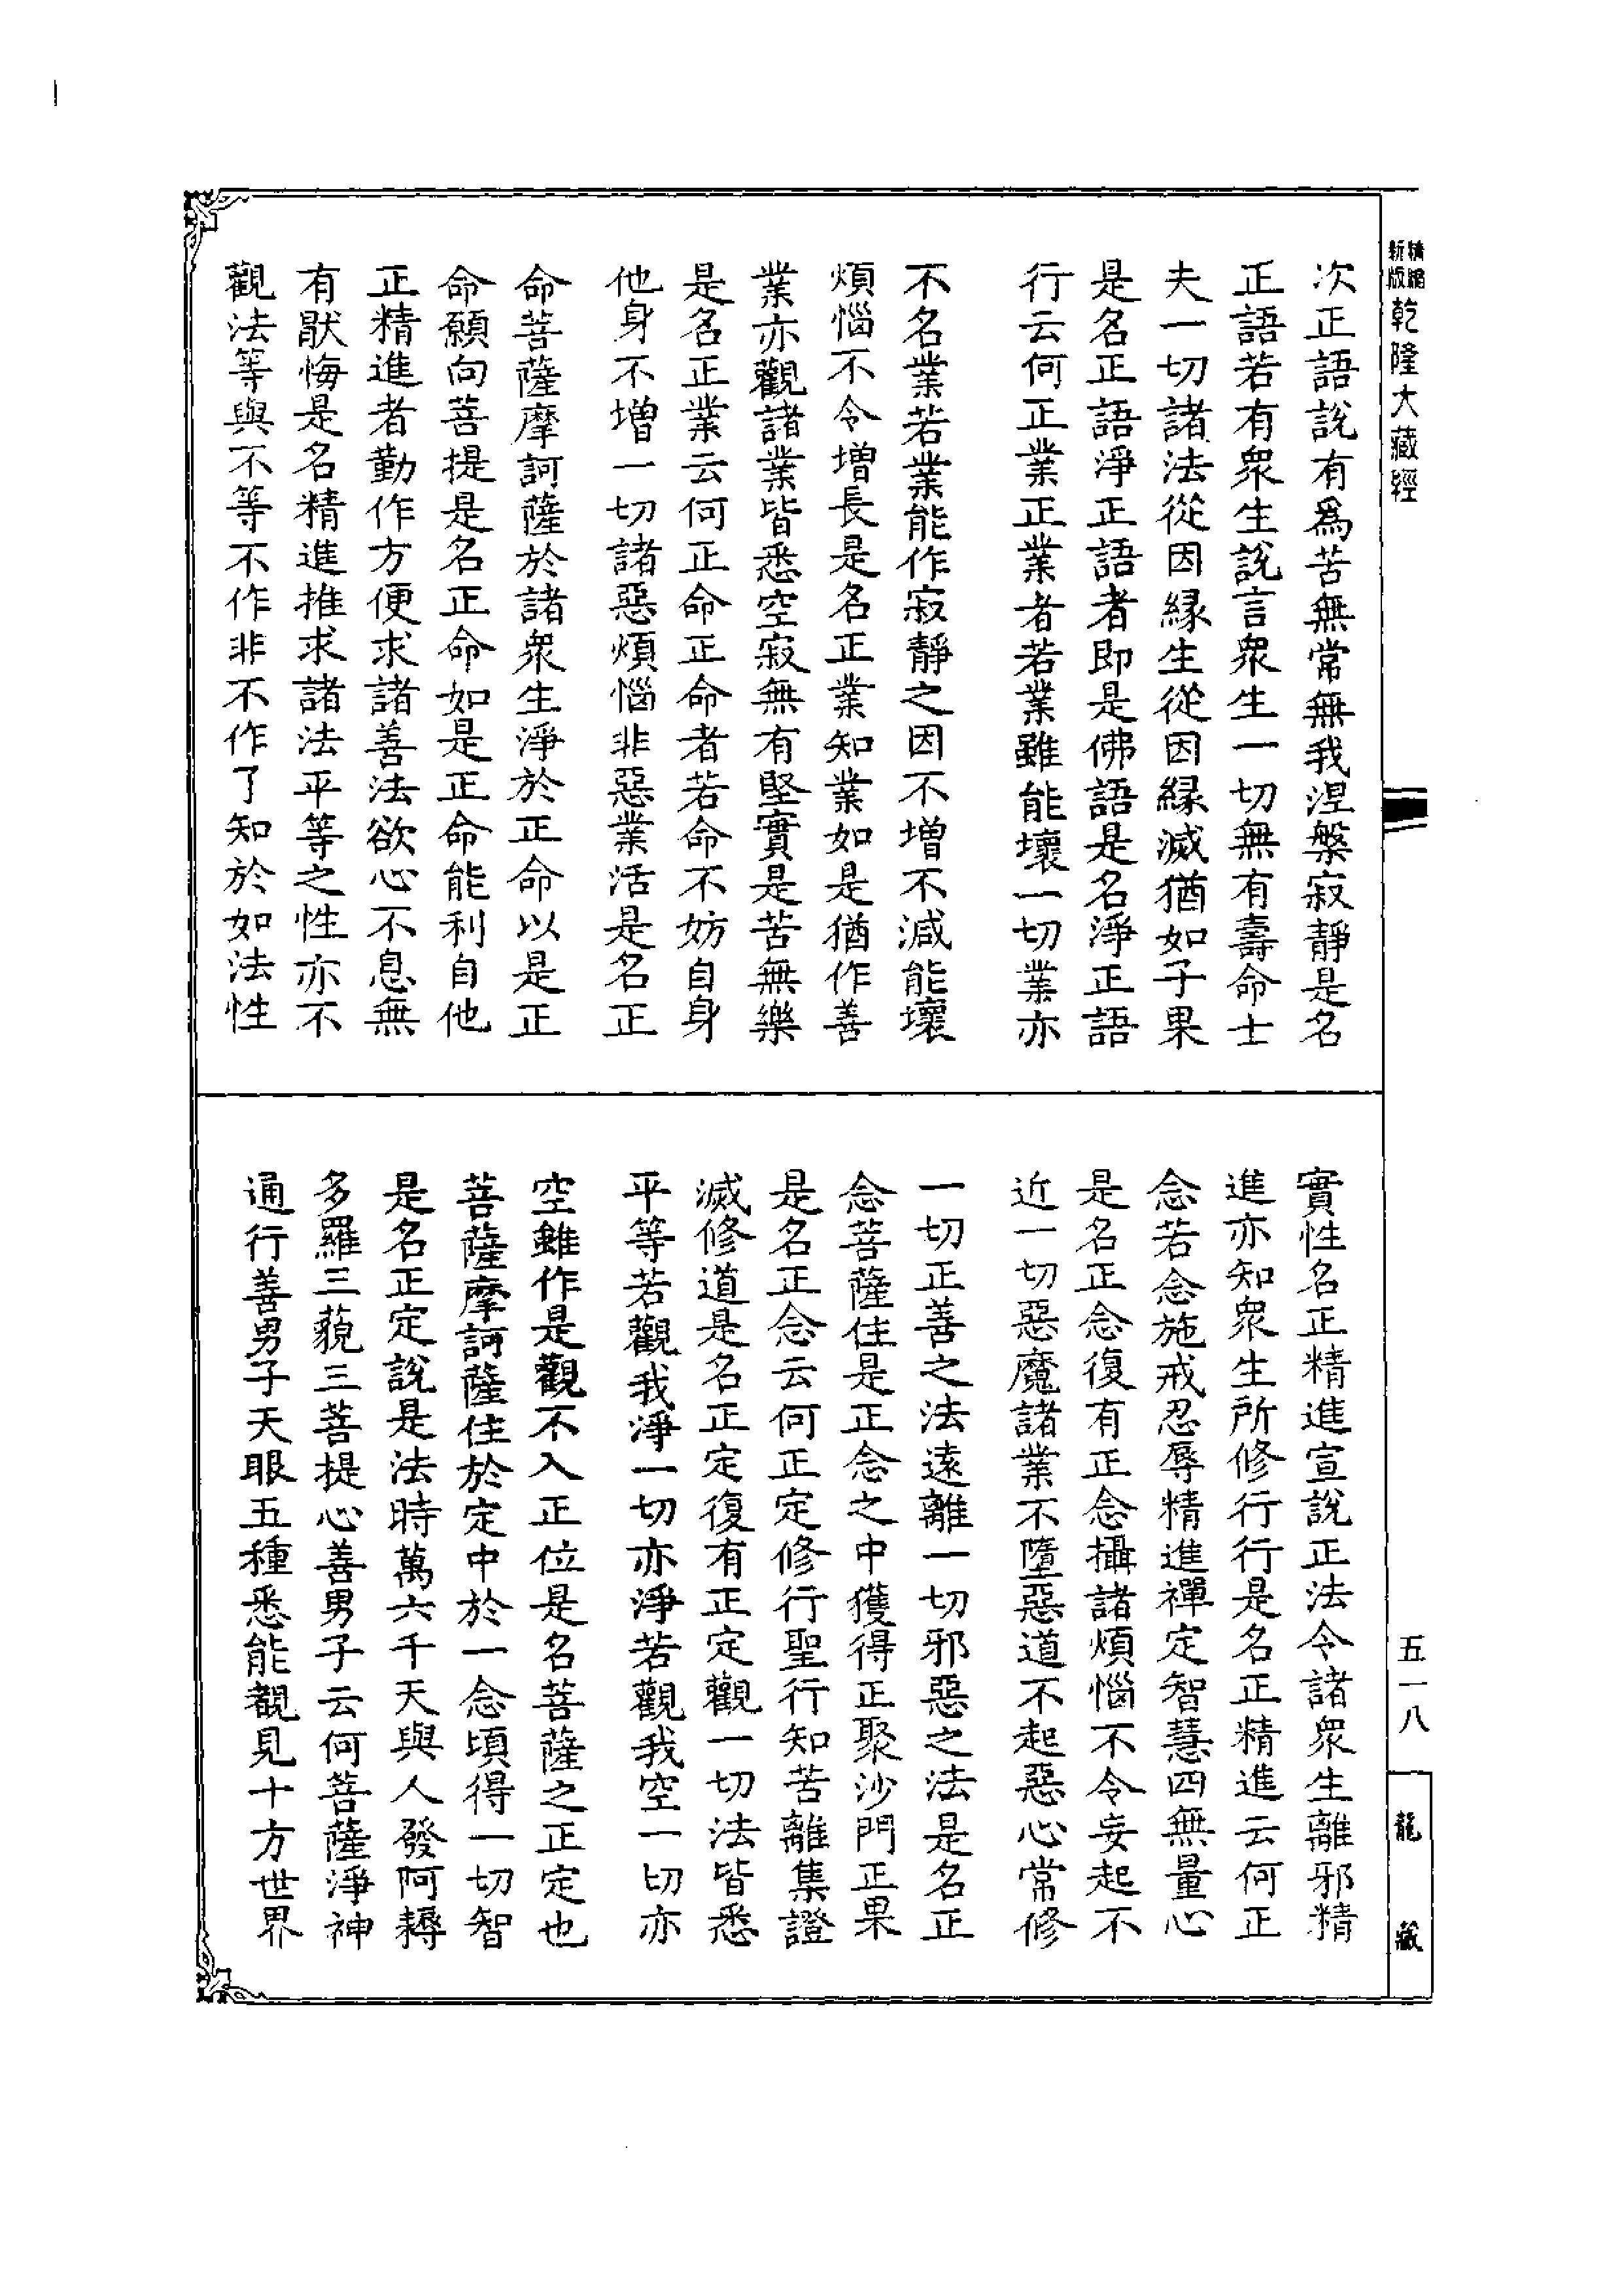 精縮
新版
乾隆大藏經
次正語說有爲苦無常無我涅槃寂靜是名
正語若有衆生說言衆生一切無有壽命士
夫一切諸法從因緣生從因緣滅猶如子果
是名正語淨正語者即是佛語是名淨正語
行云何正業正業者若業雖能壞一切業亦
不名業若業能作寂靜之因不增不減能壞
煩惱不令增長是名正業知業如是猶作善
業亦觀諸業皆悉空寂無有堅實是苦無樂
是名正業云何正命正命者若命不妨自身
他身不增一切諸惡煩惱非惡業活是名正
命菩薩摩訶薩於諸衆生淨於正命以是正
命願向菩提是名正命如是正命能利自他
正精進者勤作方便求諸善法欲心不息無
有猒悔是名精進推求諸法平等之性亦不
觀法等與不等不作非不作了知於如法性
實性名正精進宣說正法令諸衆生離邪精
進亦知衆生所修行行是名正精進云何正
念若念施戒忍辱精進禪定智慧四無量心
是名正念復有正念攝諸煩惱不令妄起不
近一切惡魔諸業不墮惡道不起惡心常修
一切正善之法遠離一切邪惡之法是名正
念菩薩住是正念之中獲得正聚沙門正果
是名正念云何正定修行聖行知苦離集證
滅修道是名正定復有正定觀一切法皆悉
平等若觀我淨一切亦淨若觀我空一切亦
空雖作是觀不入正位是名菩薩之正定也
菩薩摩訶薩住於定中於一念頃得一切智
是名正定說是法時萬六千天與人發阿耨
多羅三藐三菩提心善男子云何菩薩淨神
通行善男子天眼五種悉能覩見十方世界
五一八
龍藏